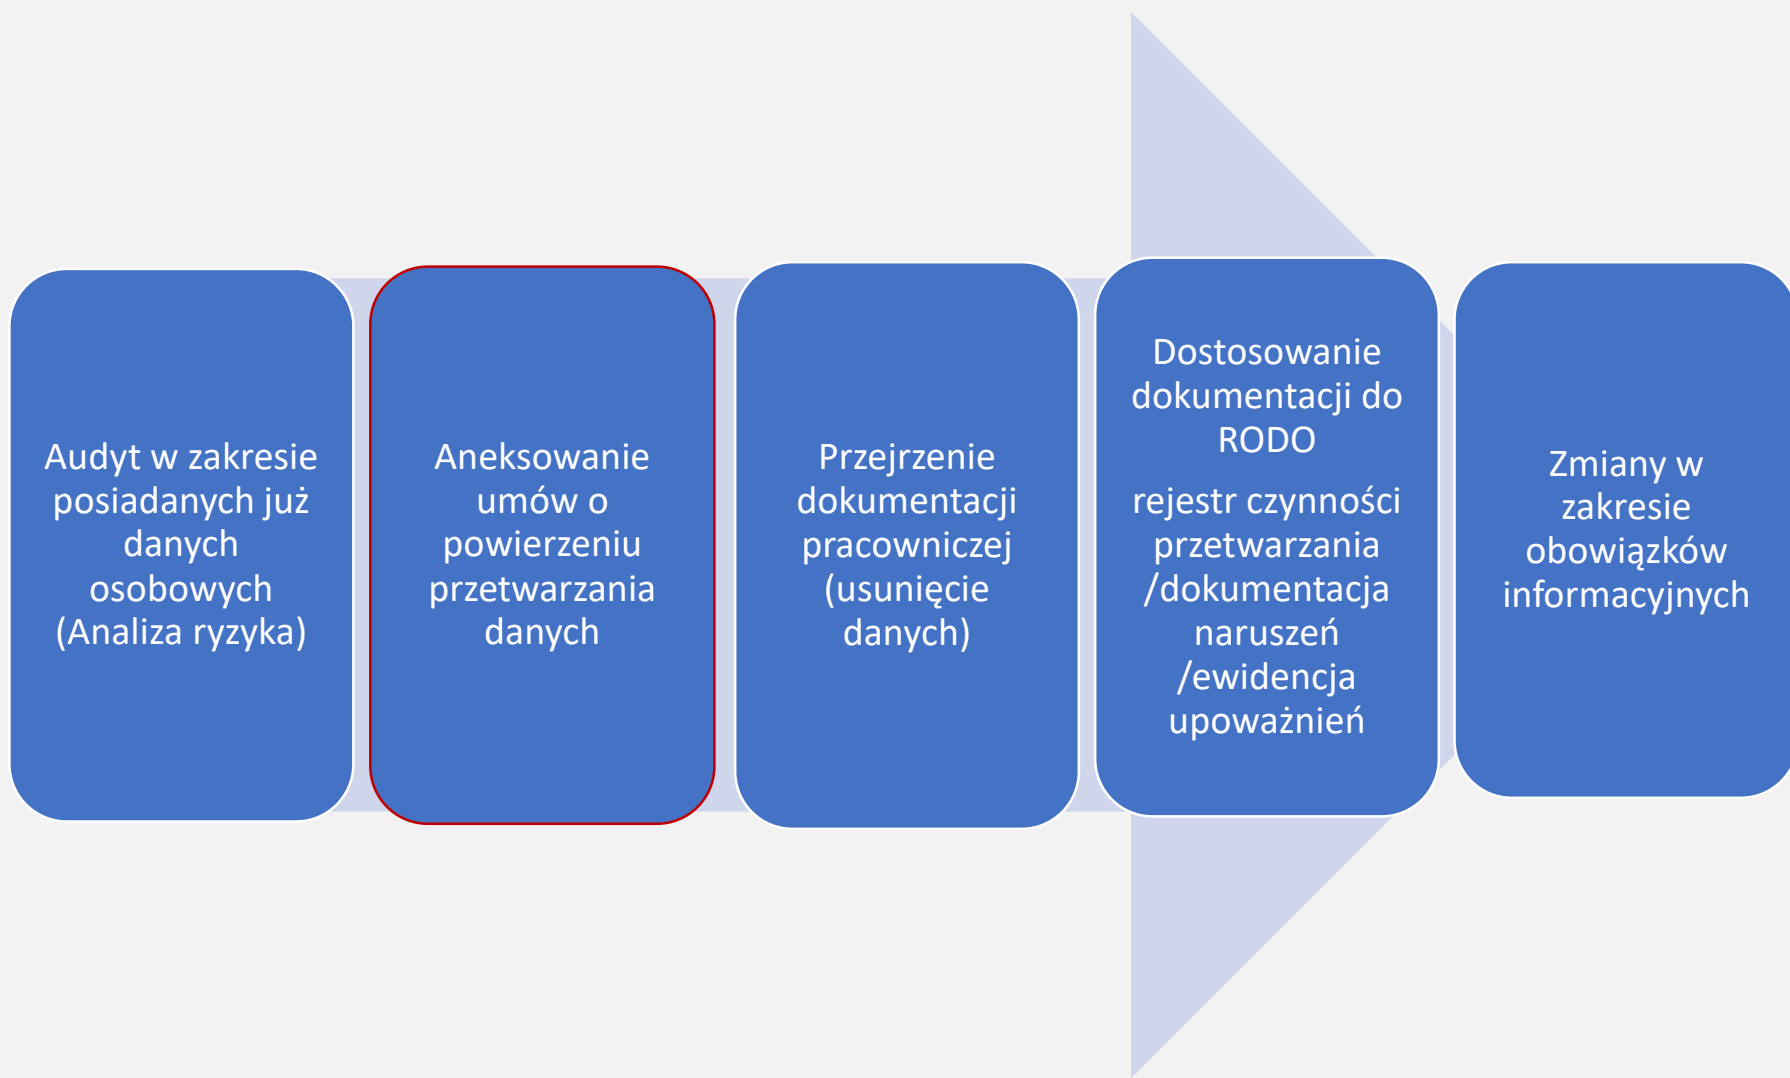 Audyt w zakresie
posiadanych już
danych
osobowych
(Analiza ryzyka)
Aneksowanie
umów o
powierzeniu
przetwarzania
danych
Przejrzenie
dokumentacji
pracowniczej
(usunięcie
danych)
Dostosowanie
dokumentacji do
RODO
rejestr czynności
przetwarzania
/dokumentacja
naruszeń
/ewidencja
upoważnień
Zmiany w
zakresie
obowiązków
informacyjnych